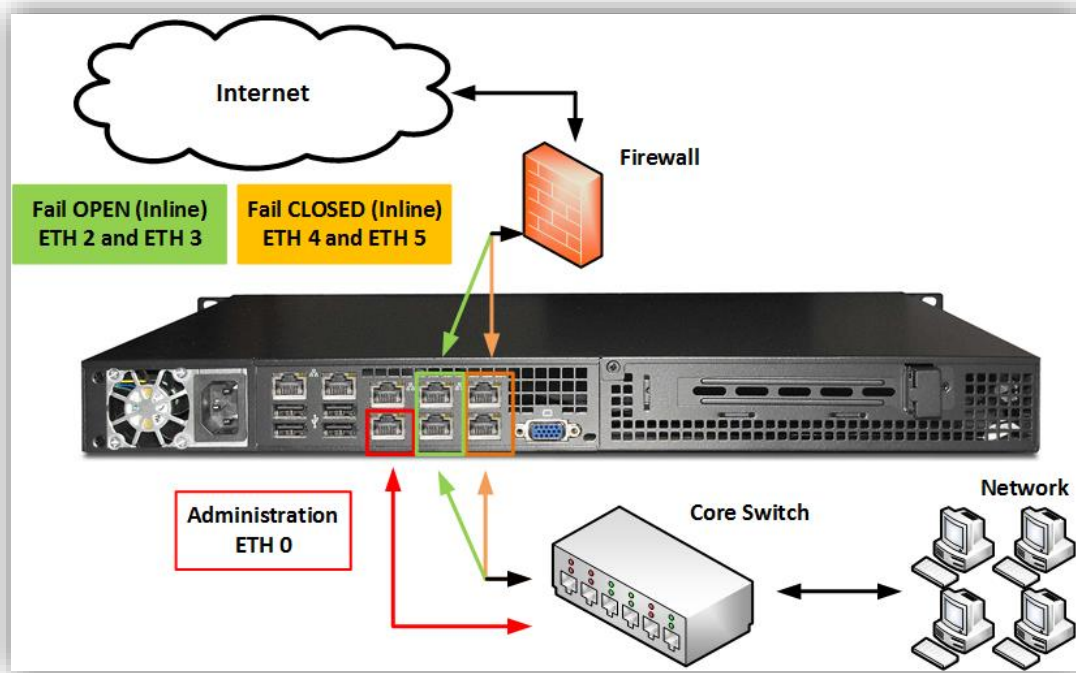 Internet
Firewall
Fail OPEN (Inline)
ETH 2 and ETH 3
Fail CLOSED (Inline)
ETH 4 and ETH 5
Administration
ETH 0
Core Switch
Network